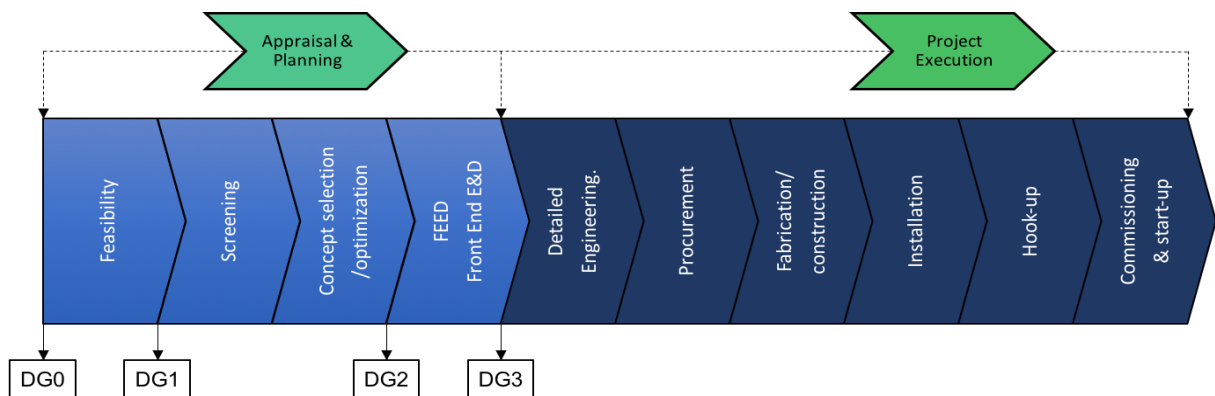 Appraisal &
Planning
Project
Execution
Feasibility
Screening
Concept selection
/optimization
FEED
Front End E&D
Detailed
Engineering.
Procurement
Fabrication/
construction
Installation
Hook-up
Commissioning
& start-up
DG0
DG1
DG2
DG3